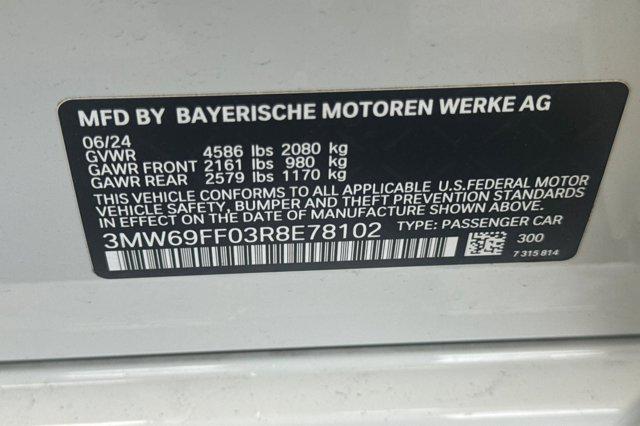 MFD BY BAYERISCHE MOTOREN WERKE AG
06/24
GVWR 4586 lbs 2080 kg
GAWR FRONT 2161 lbs 980 kg
GAWR REAR 2579 lbs 1170 kg
THIS VEHICLE CONFORMS TO ALL APPLICABLE U.S.FEDERAL MOTOR
VEHICLE SAFETY, BUMPER, AND THEFT PREVENTION STANDARDS
IN EFFECT ON THE DATE OF MANUFACTURE SHOWN ABOVE.
3MW69FF03R8E78102 TYPE: PASSENGER CAR
300
7 315 814